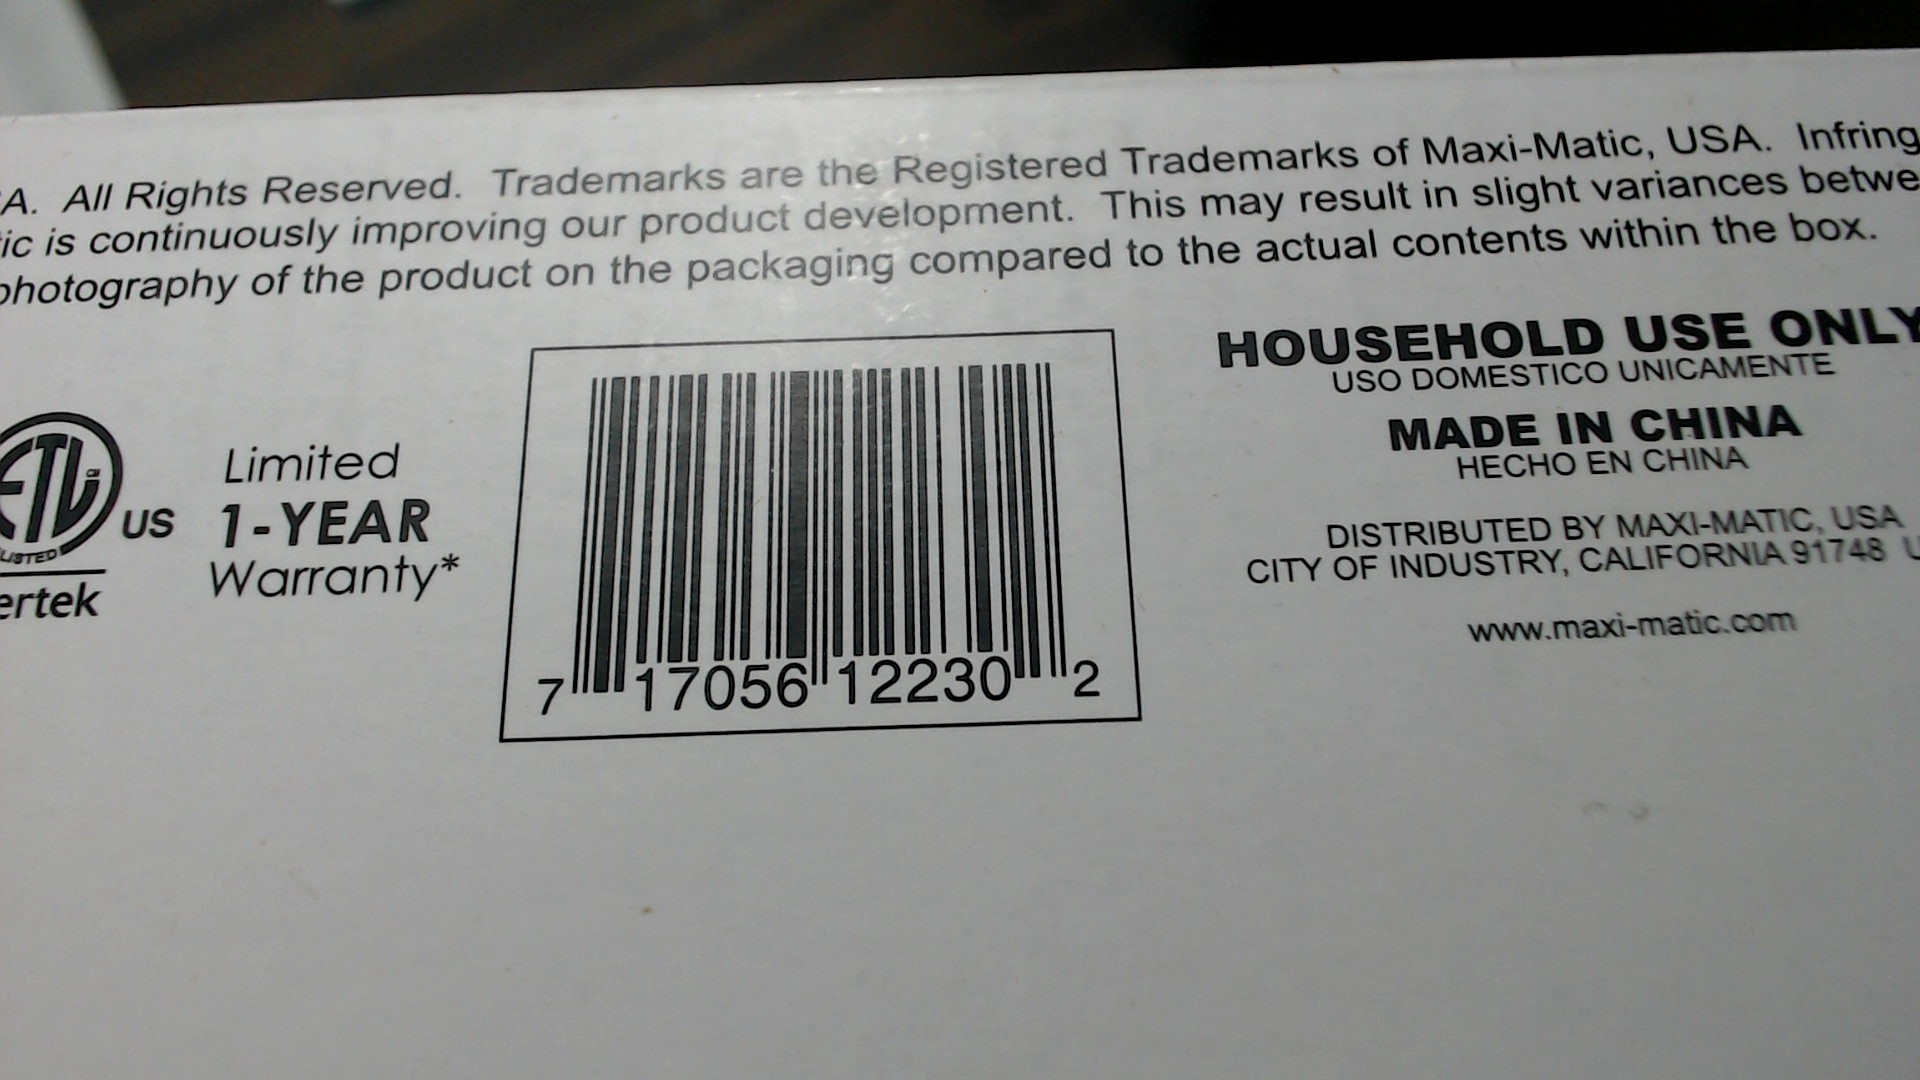 A. All Rights Reserved. Trademarks are the Registered Trademarks of Maxi-Matic, USA. Infring
ic is continuously improving our product development. This may result in slight variances betwe
photography of the product on the packaging compared to the actual contents within the box.
HOUSEHOLD USE ONLY
USO DOMESTICO UNICAMENTE
MADE IN CHINA
HECHO EN CHINA
DISTRIBUTED BY MAXI-MATIC, USA
CITY OF INDUSTRY, CALIFORNIA 91748 U
www.maxi-matic.com
ETL
CM
LISTED
US
ertek
Limited
1-YEAR
Warranty*
7 17056 12230 2